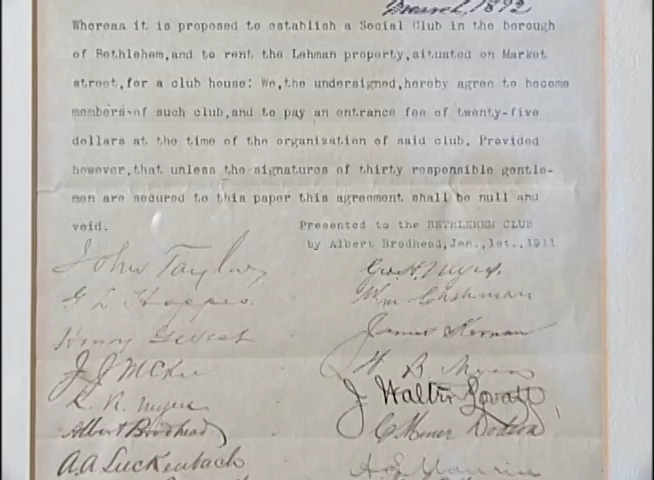 March, 1892
Whereas it is proposed to establish a Social Club in the borough
of Bethlehem,and to rent the Lehman property,situated on Market
street,for a club house: We,the undersigned,hereby agree to become
members of such club,and to pay an entrance fee of twenty-five
dollars at the time of the organization of said club. Provided
however,that unless the signatures of thirty responsible gentle-
men are secured to this paper this agreement shall be null and
void.
Presented to the BETHLEHEM CLUB
by Albert Brodhead,Jan.,1st.,1911
John Taylor
Geo. H. Myers.
Wm Cashman
James Kernan
J J McKee
H B Myers
J Walter Lovatt
Albert Brodhead
A.A Luckenbach